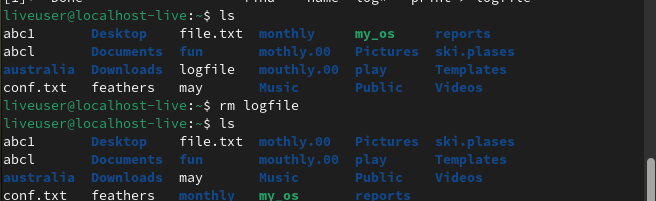 liveuser@localhost-live:~$ ls
abc1 Desktop file.txt monthly my_os reports
abcl Documents fun mothly.00 Pictures ski.plases
australia Downloads logfile mouthly.00 play Templates
conf.txt feathers may Music Public Videos
liveuser@localhost-live:~$ rm logfile
liveuser@localhost-live:~$ ls
abc1 Desktop file.txt mothly.00 Pictures ski.plases
abcl Documents fun mouthly.00 play Templates
australia Downloads may Music Public Videos
conf.txt feathers monthly my_os reports